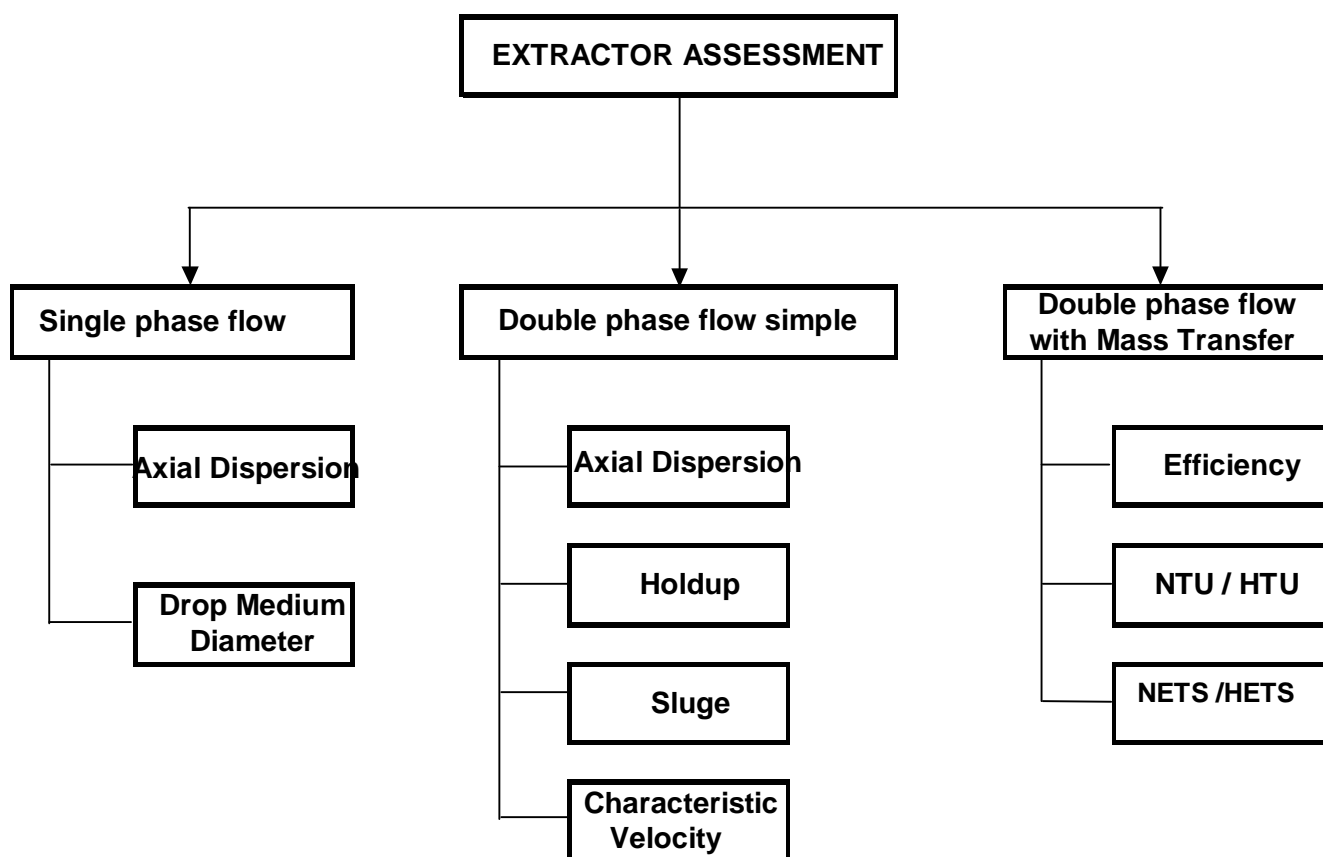 EXTRACTOR ASSESSMENT
Single phase flow
Axial Dispersion
Drop Medium
Diameter
Double phase flow simple
Axial Dispersion
Holdup
Sluge
Characteristic
Velocity
Double phase flow
with Mass Transfer
Efficiency
NTU / HTU
NETS /HETS